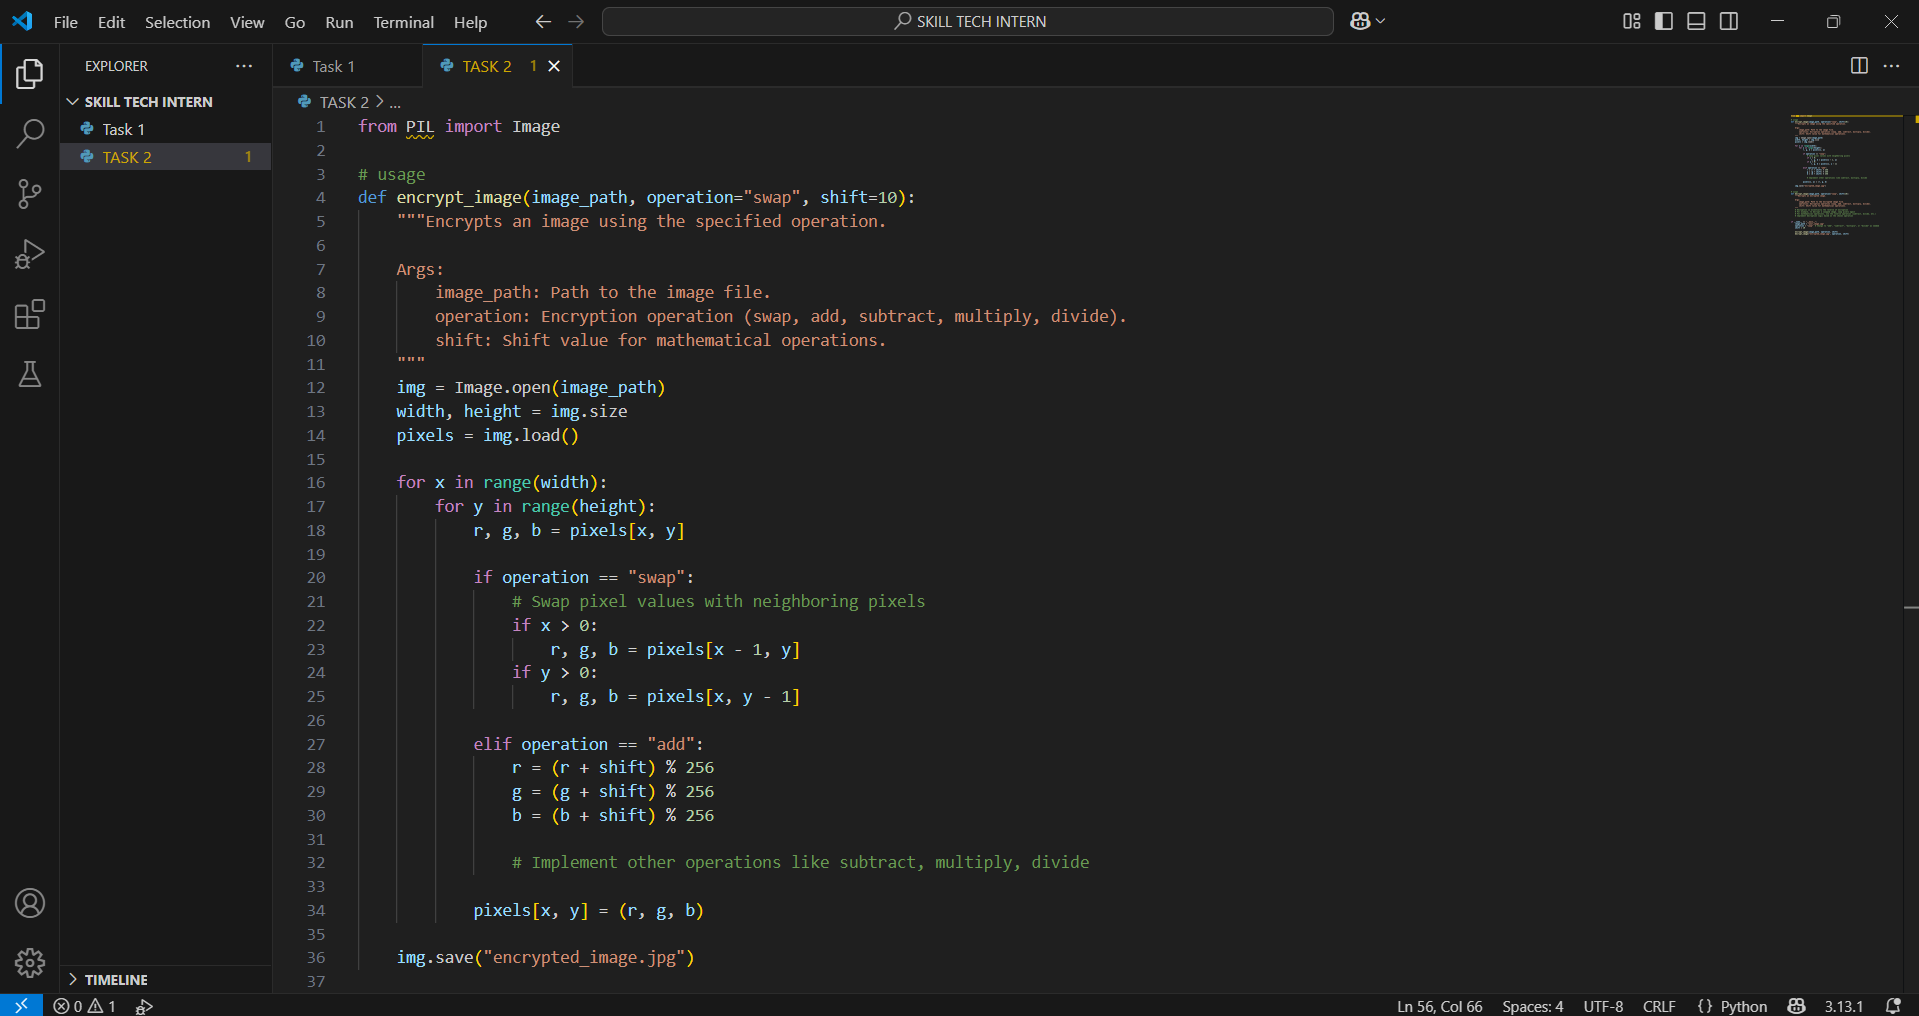 File Edit Selection View Go Run Terminal Help
SKILL TECH INTERN
EXPLORER
SKILL TECH INTERN
Task 1
TASK 2 1
TIMELINE
Task 1
TASK 2 1
TASK 2 > ...
1 from PIL import Image
2
3 # usage
4 def encrypt_image(image_path, operation="swap", shift=10):
5     """Encrypts an image using the specified operation.
6
7     Args:
8         image_path: Path to the image file.
9         operation: Encryption operation (swap, add, subtract, multiply, divide).
10         shift: Shift value for mathematical operations.
11     """
12     img = Image.open(image_path)
13     width, height = img.size
14     pixels = img.load()
15
16     for x in range(width):
17         for y in range(height):
18             r, g, b = pixels[x, y]
19
20             if operation == "swap":
21                 # Swap pixel values with neighboring pixels
22                 if x > 0:
23                     r, g, b = pixels[x - 1, y]
24                 if y > 0:
25                     r, g, b = pixels[x, y - 1]
26
27             elif operation == "add":
28                 r = (r + shift) % 256
29                 g = (g + shift) % 256
30                 b = (b + shift) % 256
31
32                 # Implement other operations like subtract, multiply, divide
33
34             pixels[x, y] = (r, g, b)
35
36     img.save("encrypted_image.jpg")
37
0 1
Ln 56, Col 66 Spaces: 4 UTF-8 CRLF {} Python 3.13.1